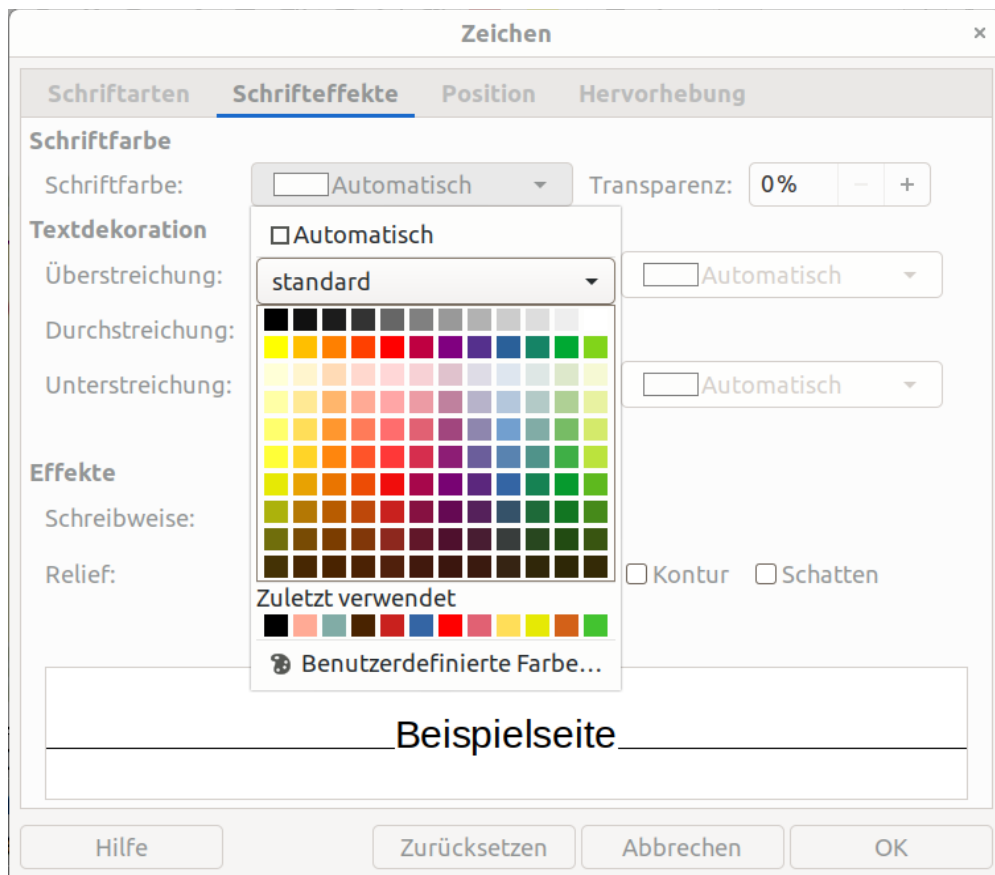 Zeichen ×
Schriftarten Schrifteffekte Position Hervorhebung
Schriftfarbe
Schriftfarbe: Automatisch Transparenz: 0% − +
Textdekoration
Automatisch
standard
Überstreichung: Automatisch
Durchstreichung:
Unterstreichung: Automatisch
Effekte
Schreibweise:
Relief: Kontur Schatten
Zuletzt verwendet
Benutzerdefinierte Farbe...
Beispielseite
Hilfe Zurücksetzen Abbrechen OK